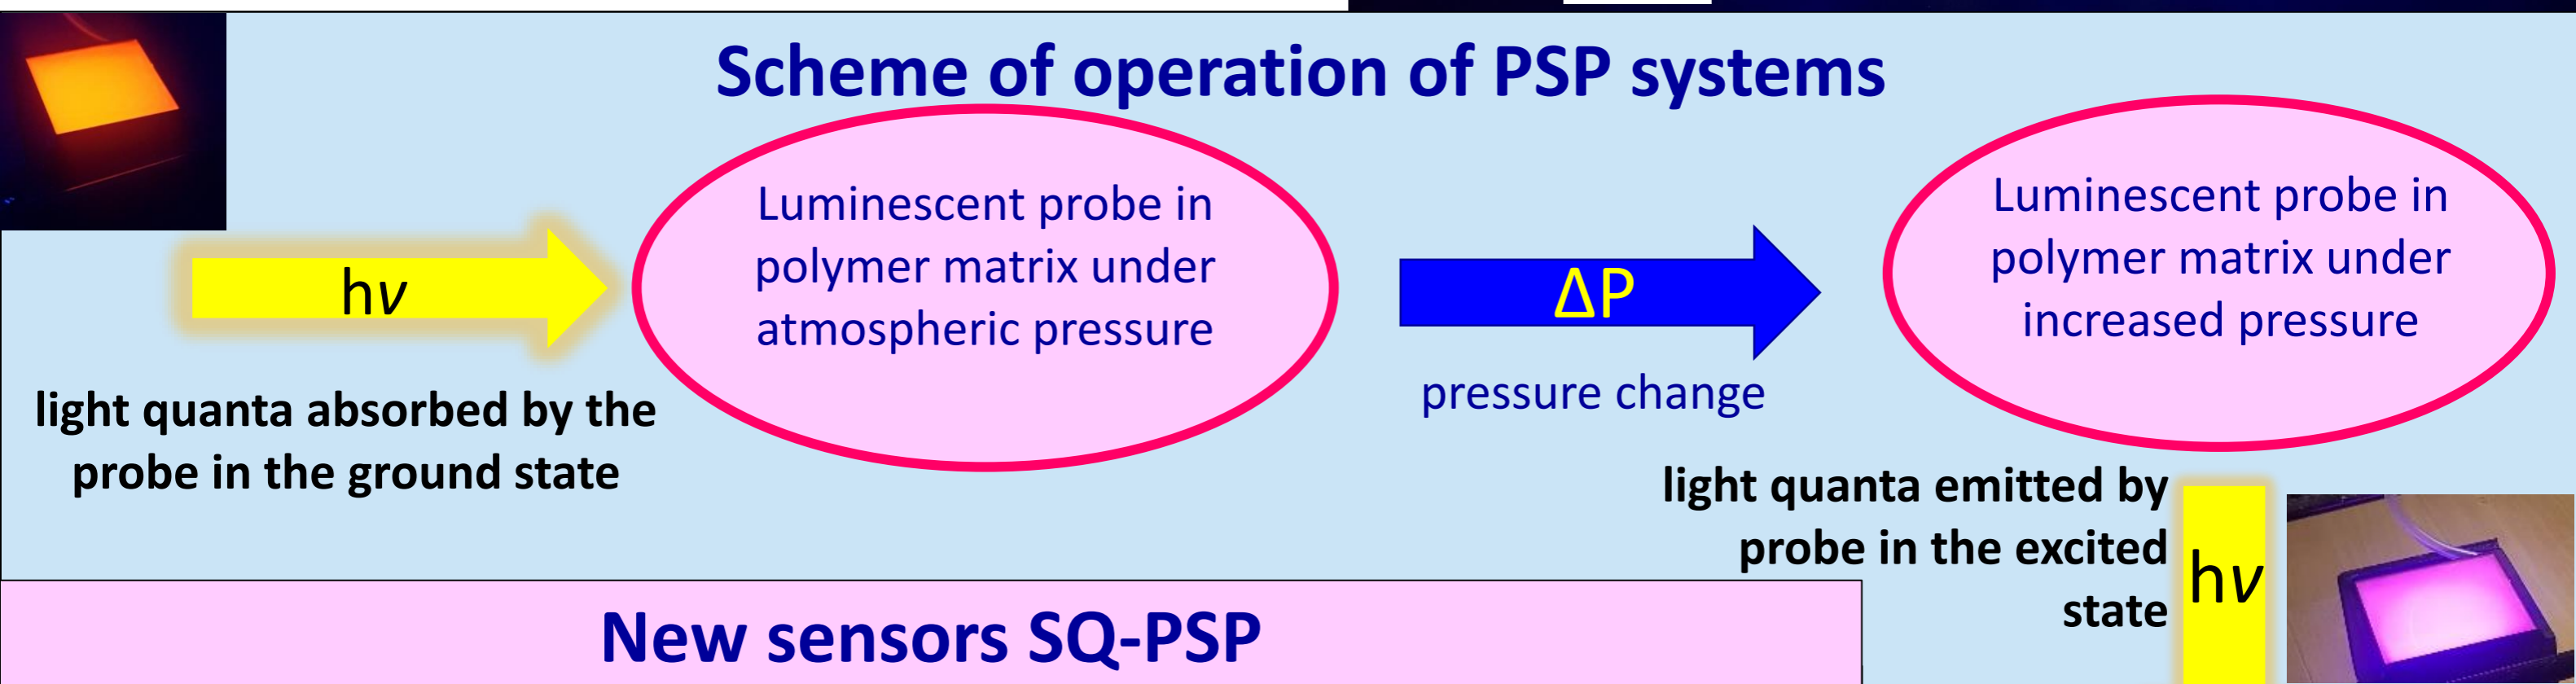 Scheme of operation of PSP systems
hν
light quanta absorbed by the
probe in the ground state
Luminescent probe in
polymer matrix under
atmospheric pressure
ΔP
pressure change
Luminescent probe in
polymer matrix under
increased pressure
light quanta emitted by
probe in the excited
state
hν
New sensors SQ-PSP